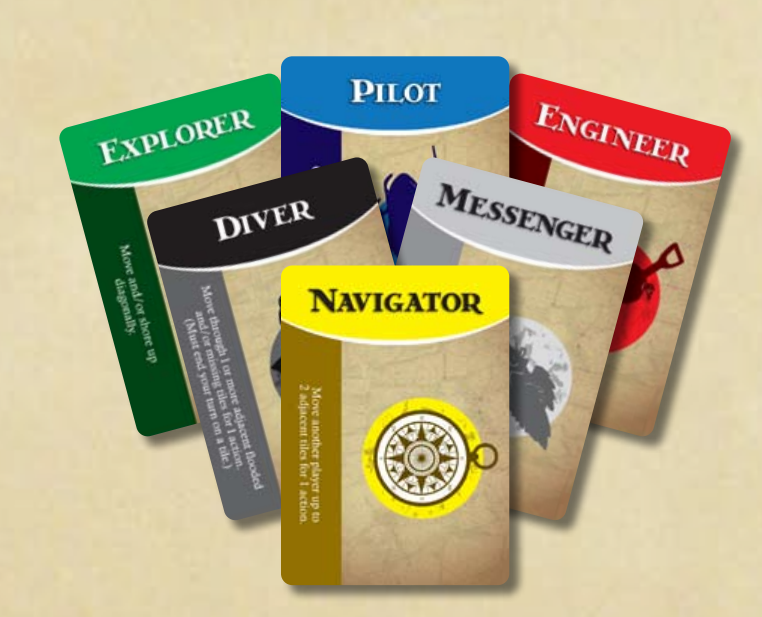 EXPLORER
Move and/or shore up
diagonally.
PILOT
ENGINEER
DIVER
Move through 1 or more adjacent flooded
and/or missing tiles for 1 action.
(Must end your turn on a tile.)
MESSENGER
NAVIGATOR
Move another player up to
2 adjacent tiles for 1 action.